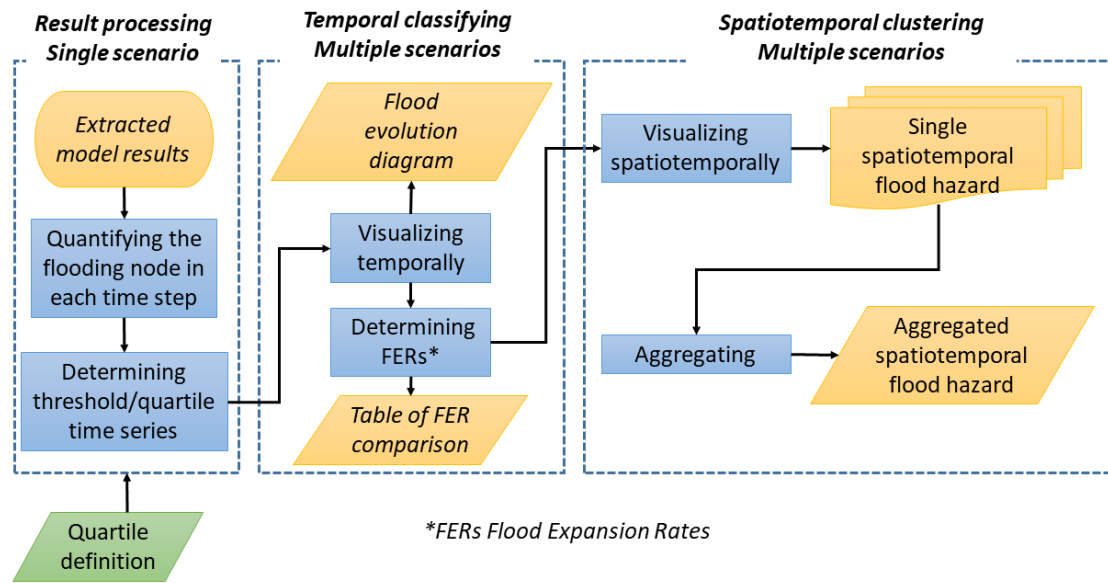 Result processing
Single scenario
Extracted
model results
Quantifying the
flooding node in
each time step
Determining
threshold/quartile
time series
Quartile
definition
Temporal classifying
Multiple scenarios
Flood
evolution
diagram
Visualizing
temporally
Determining
FERs*
Table of FER
comparison
Spatiotemporal clustering
Multiple scenarios
Visualizing
spatiotemporally
Single
spatiotemporal
flood hazard
Aggregating
Aggregated
spatiotemporal
flood hazard
*FERs Flood Expansion Rates